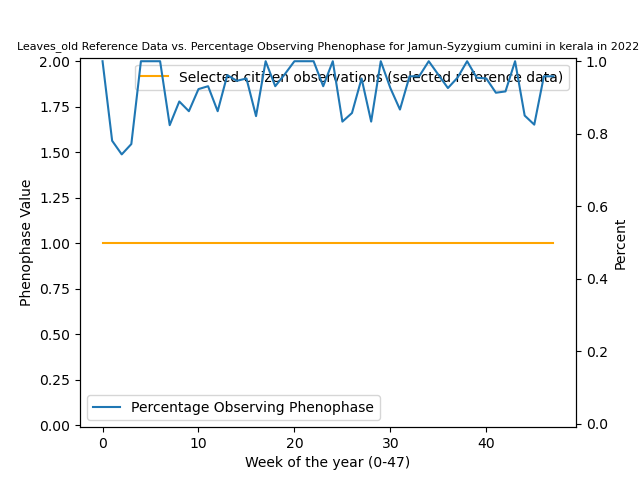 Leaves_old Reference Data vs. Percentage Observing Phenophase for Jamun-Syzygium cumini in kerala in 2022
2.00
1.75
1.50
1.25
1.00
0.75
0.50
0.25
0.00
Phenophase Value
Selected citizen observations (selected reference data)
Percentage Observing Phenophase
1.0
0.8
0.6
0.4
0.2
0.0
Percent
0 10 20 30 40
Week of the year (0-47)